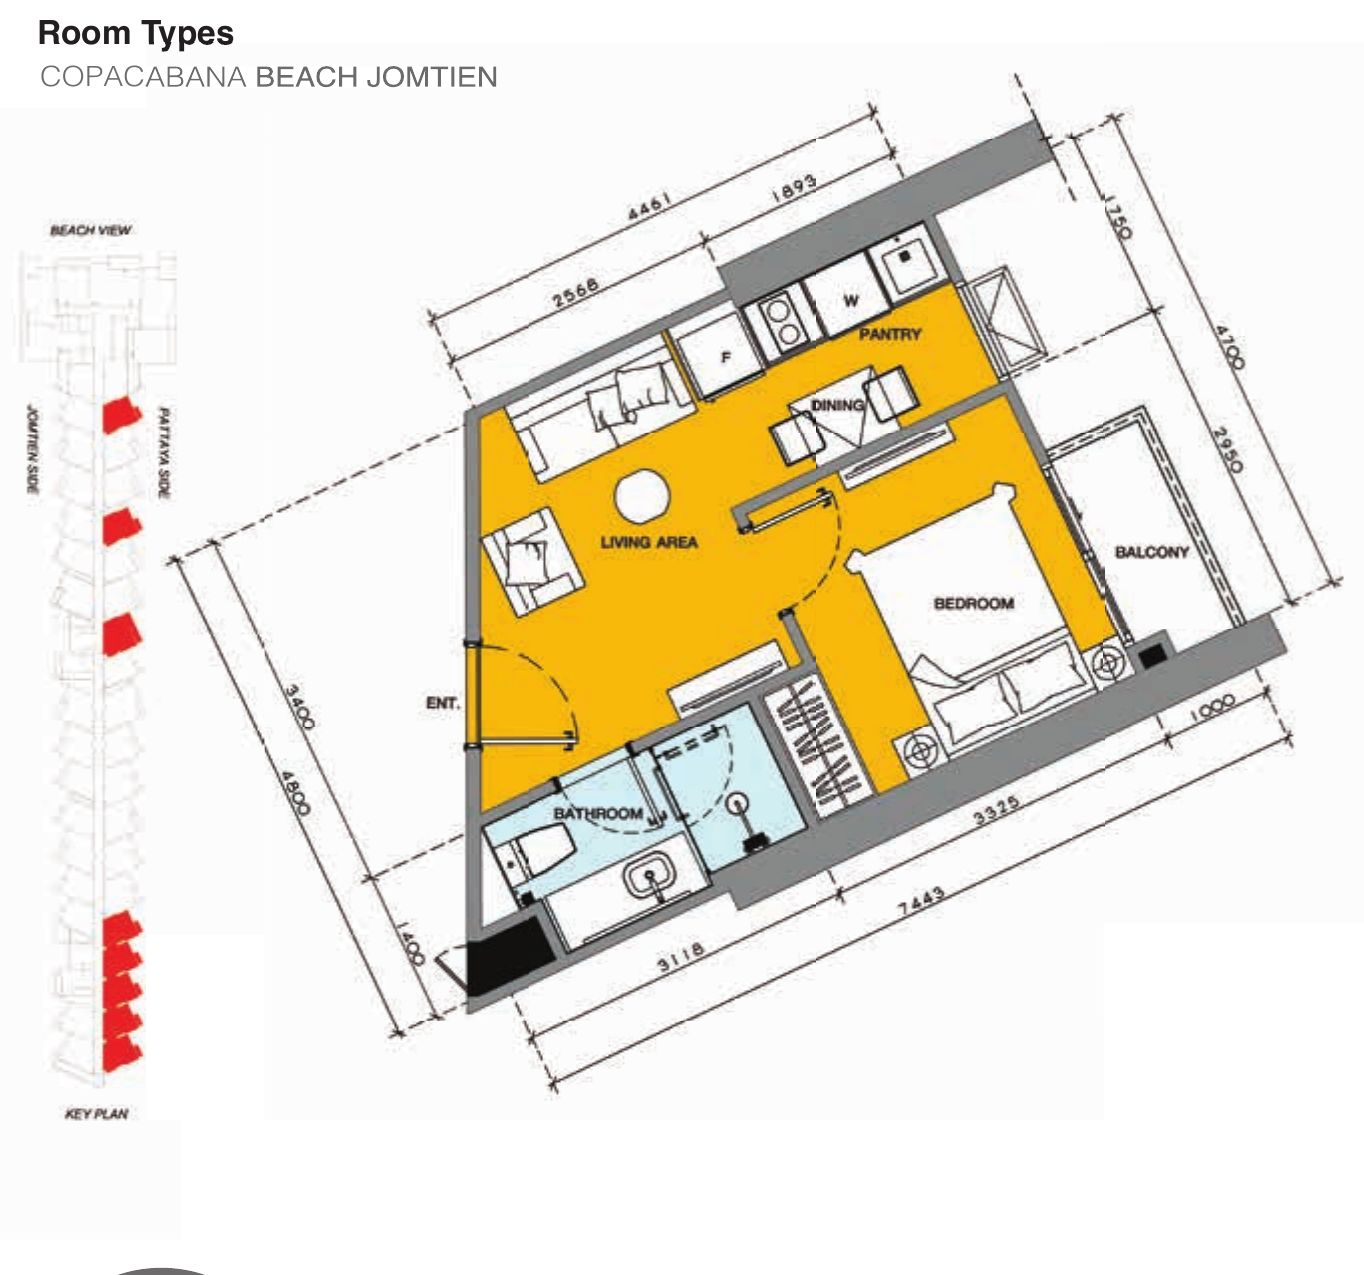 Room Types
COPACABANA BEACH JOMTIEN
BEACH VIEW
JOMTIEN SIDE
PATTAYA SIDE
KEY PLAN
4461
1893
2568
1750
4700
2950
W
F
PANTRY
DINING
LIVING AREA
BEDROOM
BALCONY
ENT.
BATHROOM
3400
4800
1400
1000
3325
7443
3118